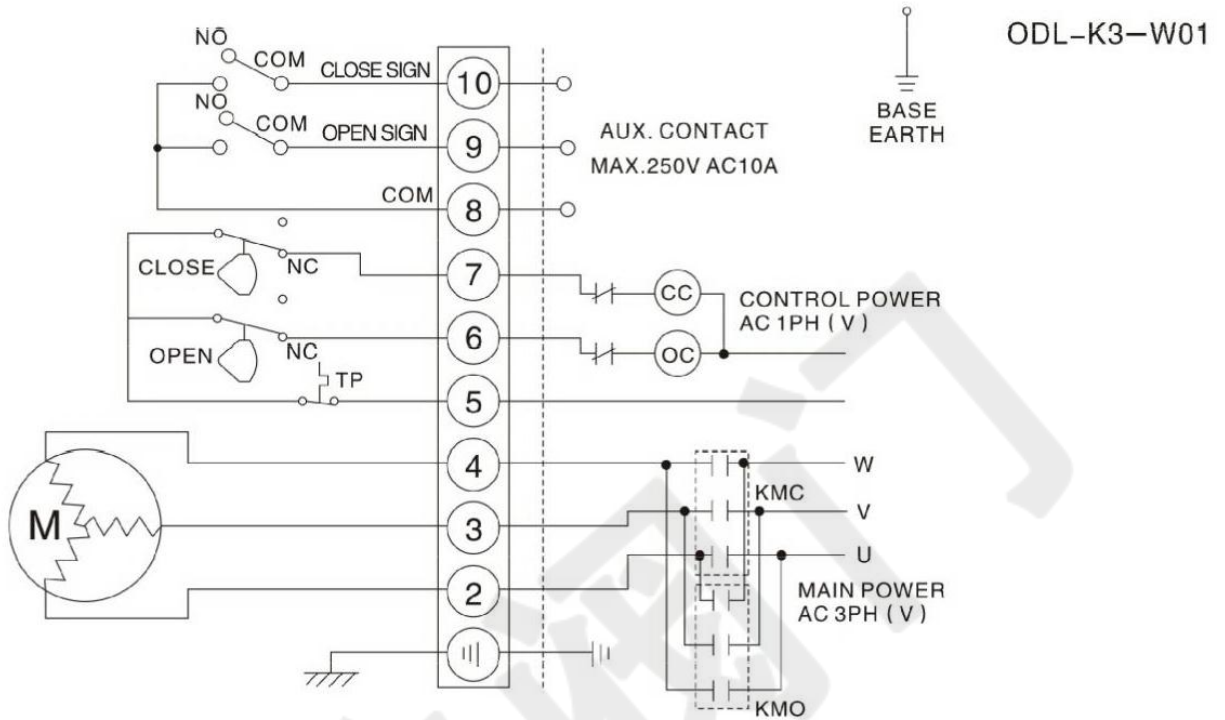 ODL-K3-W01
NO
COM
CLOSE SIGN
10
BASE
EARTH
NO
COM
OPEN SIGN
9
AUX. CONTACT
MAX.250V AC10A
COM
8
CLOSE
NC
7
CC
CONTROL POWER
AC 1PH ( V )
OPEN
NC
6
OC
TP
5
4
W
KMC
M
3
V
U
2
MAIN POWER
AC 3PH ( V )
KMO
阀门